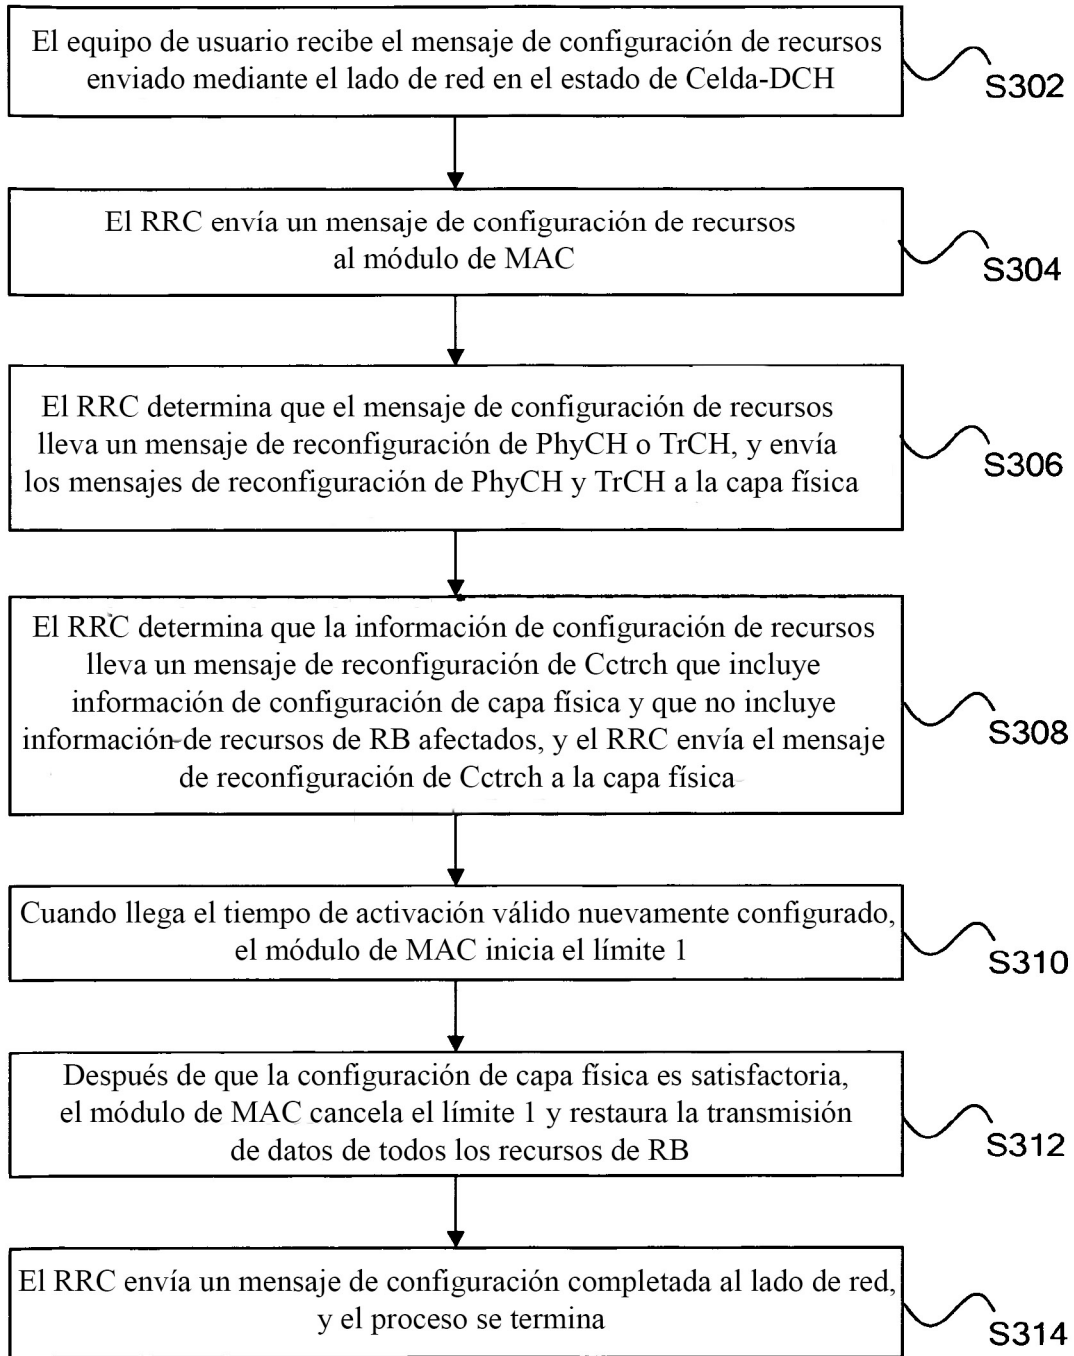 El equipo de usuario recibe el mensaje de configuración de recursos
enviado mediante el lado de red en el estado de Celda-DCH
S302
El RRC envía un mensaje de configuración de recursos
al módulo de MAC
S304
El RRC determina que el mensaje de configuración de recursos
lleva un mensaje de reconfiguración de PhyCH o TrCH, y envía
los mensajes de reconfiguración de PhyCH y TrCH a la capa física
S306
El RRC determina que la información de configuración de recursos
lleva un mensaje de reconfiguración de Cctrch que incluye
información de configuración de capa física y que no incluye
información de recursos de RB afectados, y el RRC envía el mensaje
de reconfiguración de Cctrch a la capa física
S308
Cuando llega el tiempo de activación válido nuevamente configurado,
el módulo de MAC inicia el límite 1
S310
Después de que la configuración de capa física es satisfactoria,
el módulo de MAC cancela el límite 1 y restaura la transmisión
de datos de todos los recursos de RB
S312
El RRC envía un mensaje de configuración completada al lado de red,
y el proceso se termina
S314